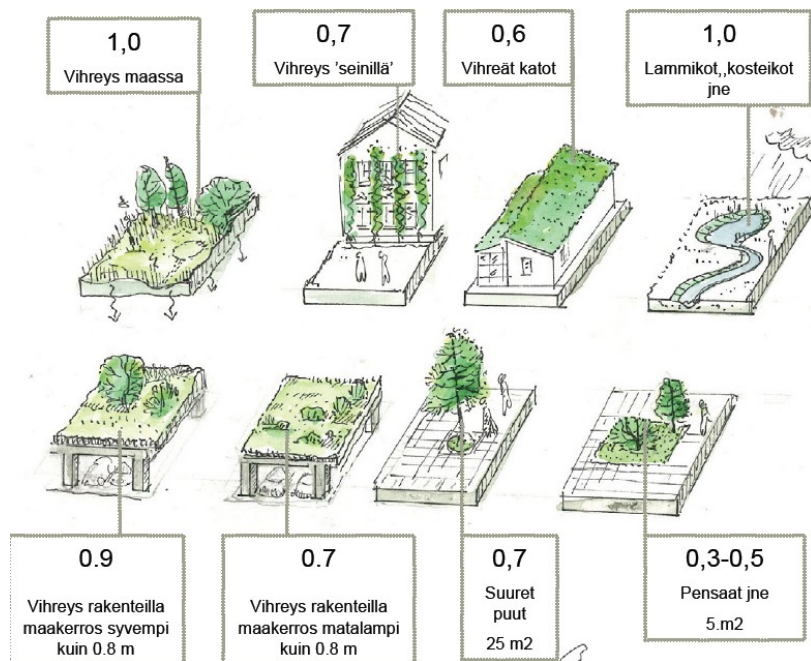 1,0
Vihreys maassa
0,7
Vihreys 'seinillä'
0,6
Vihreät katot
1,0
Lammikot,,kosteikot
jne
0.9
Vihreys rakenteilla
maakerros syvempi
kuin 0.8 m
0.7
Vihreys rakenteilla
maakerros matalampi
kuin 0.8 m
0,7
Suuret
puut
25 m2
0,3-0,5
Pensaat jne
5.m2